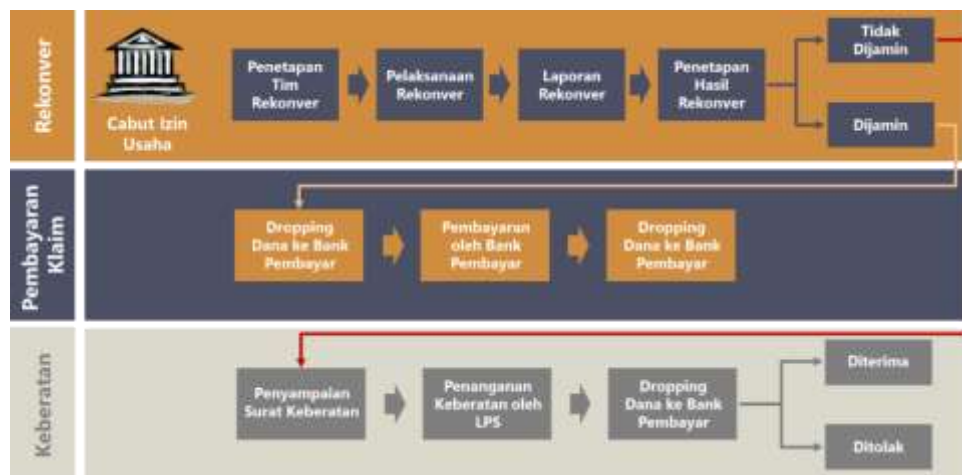 Rekonver
Cabut Izin
Usaha
Penetapan
Tim
Rekonver
Pelaksanaan
Rekonver
Laporan
Rekonver
Penetapan
Hasil
Rekonver
Tidak
Dijamin
Dijamin
Pembayaran
Klaim
Dropping
Dana ke Bank
Pembayar
Pembayaran
oleh Bank
Pembayar
Dropping
Dana ke Bank
Pembayar
Keberatan
Penyampaian
Surat Keberatan
Penanganan
Keberatan oleh
LPS
Dropping
Dana ke Bank
Pembayar
Diterima
Ditolak